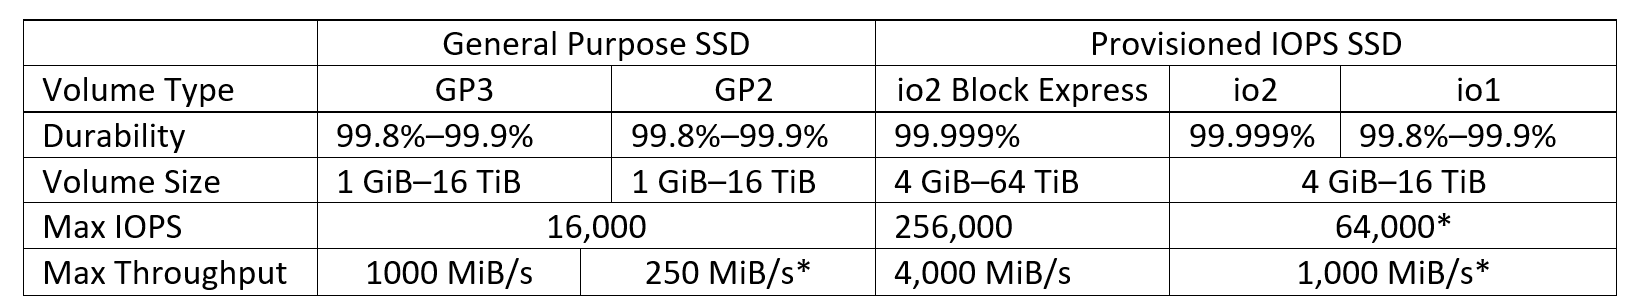 General Purpose SSD Provisioned IOPS SSD
Volume Type GP3 GP2 io2 Block Express io2 io1
Durability 99.8%–99.9% 99.8%–99.9% 99.999% 99.999% 99.8%–99.9%
Volume Size 1 GiB–16 TiB 1 GiB–16 TiB 4 GiB–64 TiB 4 GiB–16 TiB
Max IOPS 16,000 256,000 64,000*
Max Throughput 1000 MiB/s 250 MiB/s* 4,000 MiB/s 1,000 MiB/s*